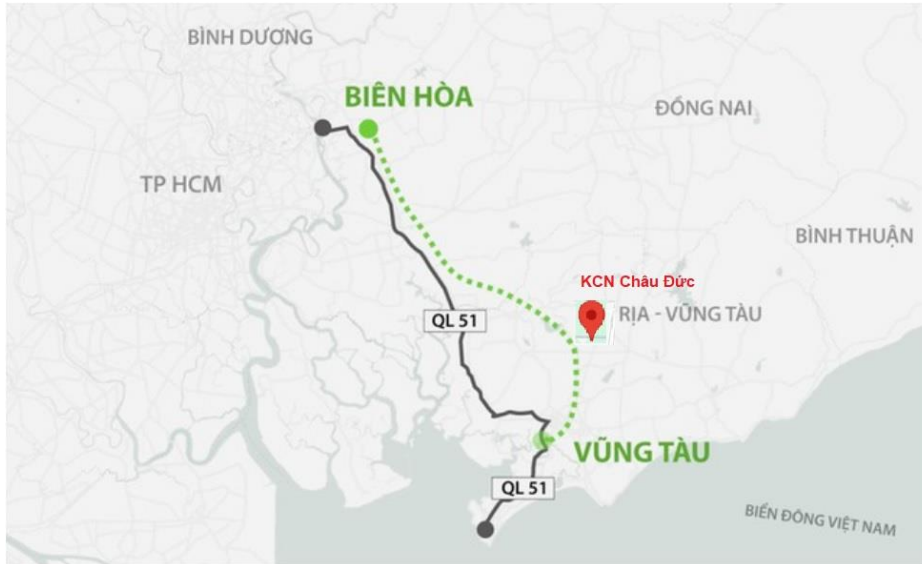 BÌNH DƯƠNG
BIÊN HÒA
ĐỒNG NAI
TP HCM
BÌNH THUẬN
KCN Châu Đức
RỊA - VŨNG TÀU
QL 51
VŨNG TÀU
QL 51
BIỂN ĐÔNG VIỆT NAM